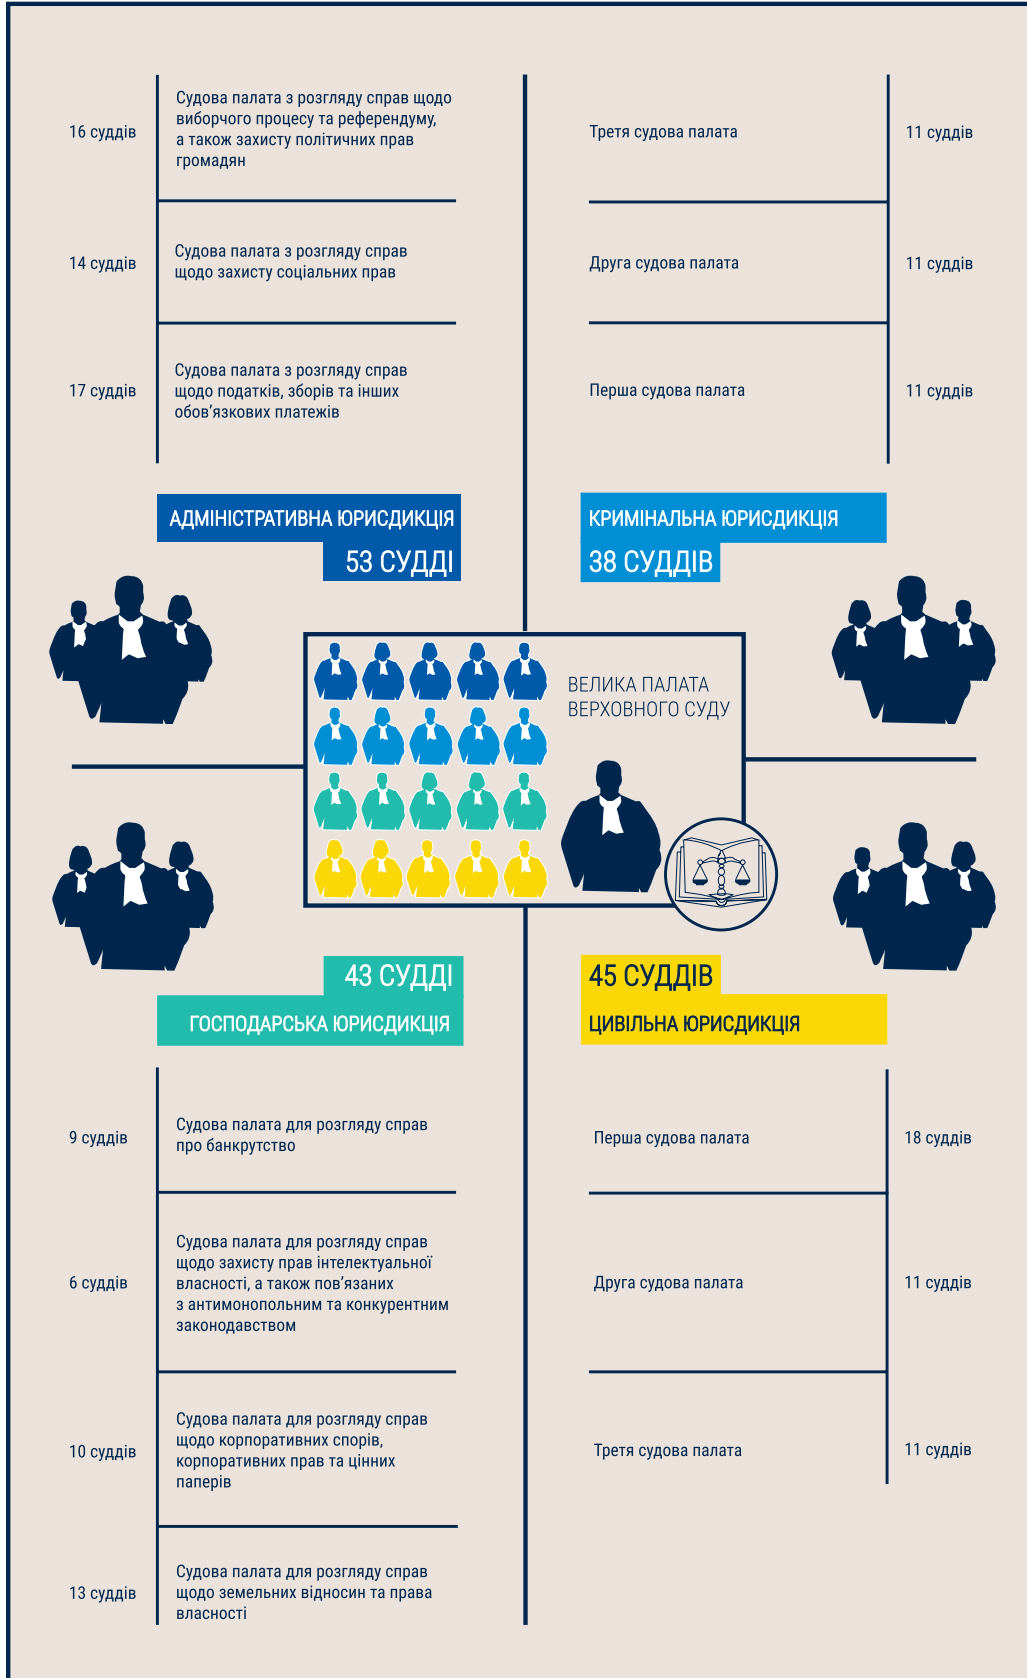 16 суддів
Судова палата з розгляду справ щодо
виборчого процесу та референдуму,
а також захисту політичних прав
громадян
14 суддів
Судова палата з розгляду справ
щодо захисту соціальних прав
17 суддів
Судова палата з розгляду справ
щодо податків, зборів та інших
обов’язкових платежів
АДМІНІСТРАТИВНА ЮРИСДИКЦІЯ
53 СУДДІ
Третя судова палата
11 суддів
Друга судова палата
11 суддів
Перша судова палата
11 суддів
КРИМІНАЛЬНА ЮРИСДИКЦІЯ
38 СУДДІВ
ВЕЛИКА ПАЛАТА
ВЕРХОВНОГО СУДУ
43 СУДДІ
ГОСПОДАРСЬКА ЮРИСДИКЦІЯ
9 суддів
Судова палата для розгляду справ
про банкрутство
6 суддів
Судова палата для розгляду справ
щодо захисту прав інтелектуальної
власності, а також пов’язаних
з антимонопольним та конкурентним
законодавством
10 суддів
Судова палата для розгляду справ
щодо корпоративних спорів,
корпоративних прав та цінних
паперів
13 суддів
Судова палата для розгляду справ
щодо земельних відносин та права
власності
45 СУДДІВ
ЦИВІЛЬНА ЮРИСДИКЦІЯ
Перша судова палата
18 суддів
Друга судова палата
11 суддів
Третя судова палата
11 суддів